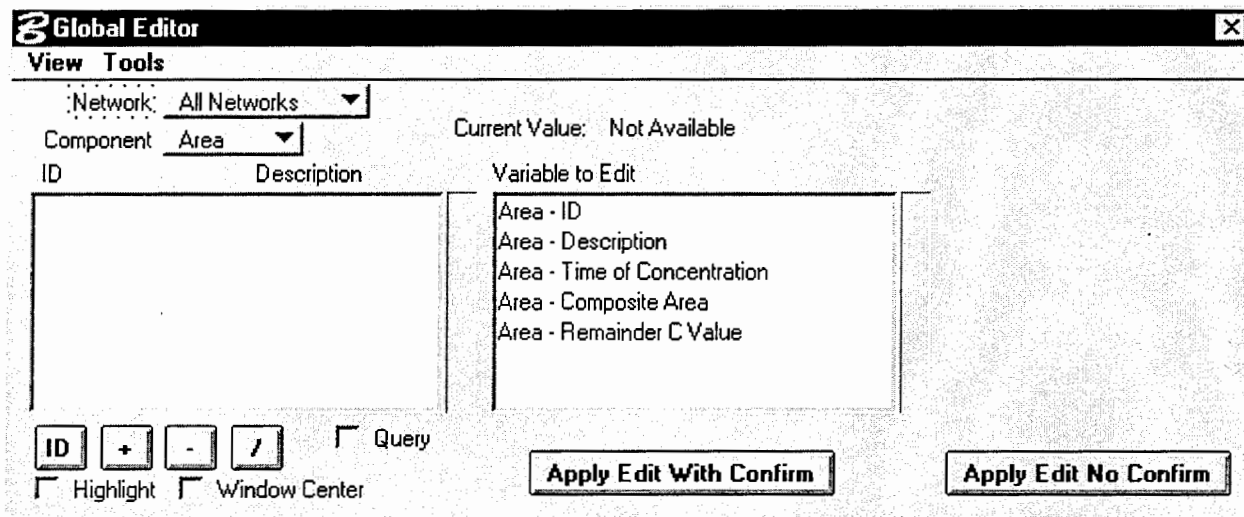 Global Editor
View Tools
Network: All Networks
Component Area
Current Value: Not Available
ID Description
Variable to Edit
Area - ID
Area - Description
Area - Time of Concentration
Area - Composite Area
Area - Remainder C Value
ID + - /
Query
Highlight Window Center
Apply Edit With Confirm
Apply Edit No Confirm